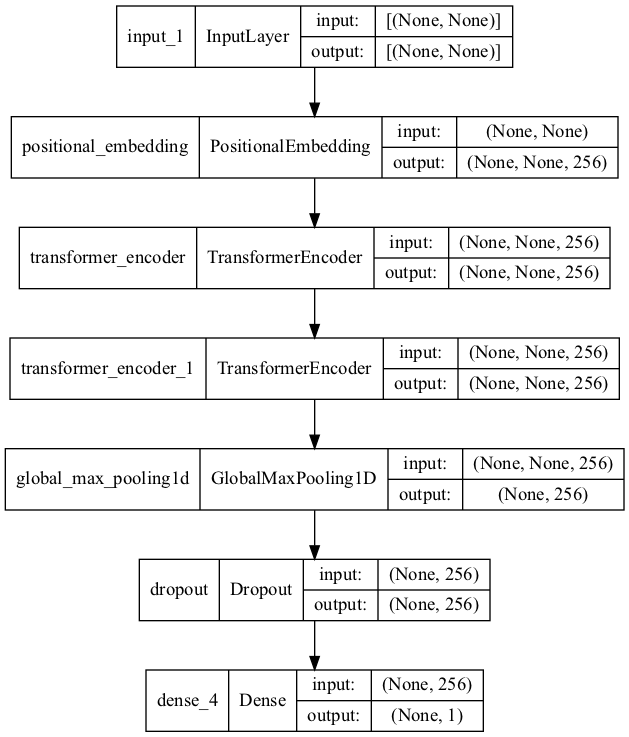 input_1 InputLayer input: [(None, None)]
output: [(None, None)]
positional_embedding PositionalEmbedding input: (None, None)
output: (None, None, 256)
transformer_encoder TransformerEncoder input: (None, None, 256)
output: (None, None, 256)
transformer_encoder_1 TransformerEncoder input: (None, None, 256)
output: (None, None, 256)
global_max_pooling1d GlobalMaxPooling1D input: (None, None, 256)
output: (None, 256)
dropout Dropout input: (None, 256)
output: (None, 256)
dense_4 Dense input: (None, 256)
output: (None, 1)